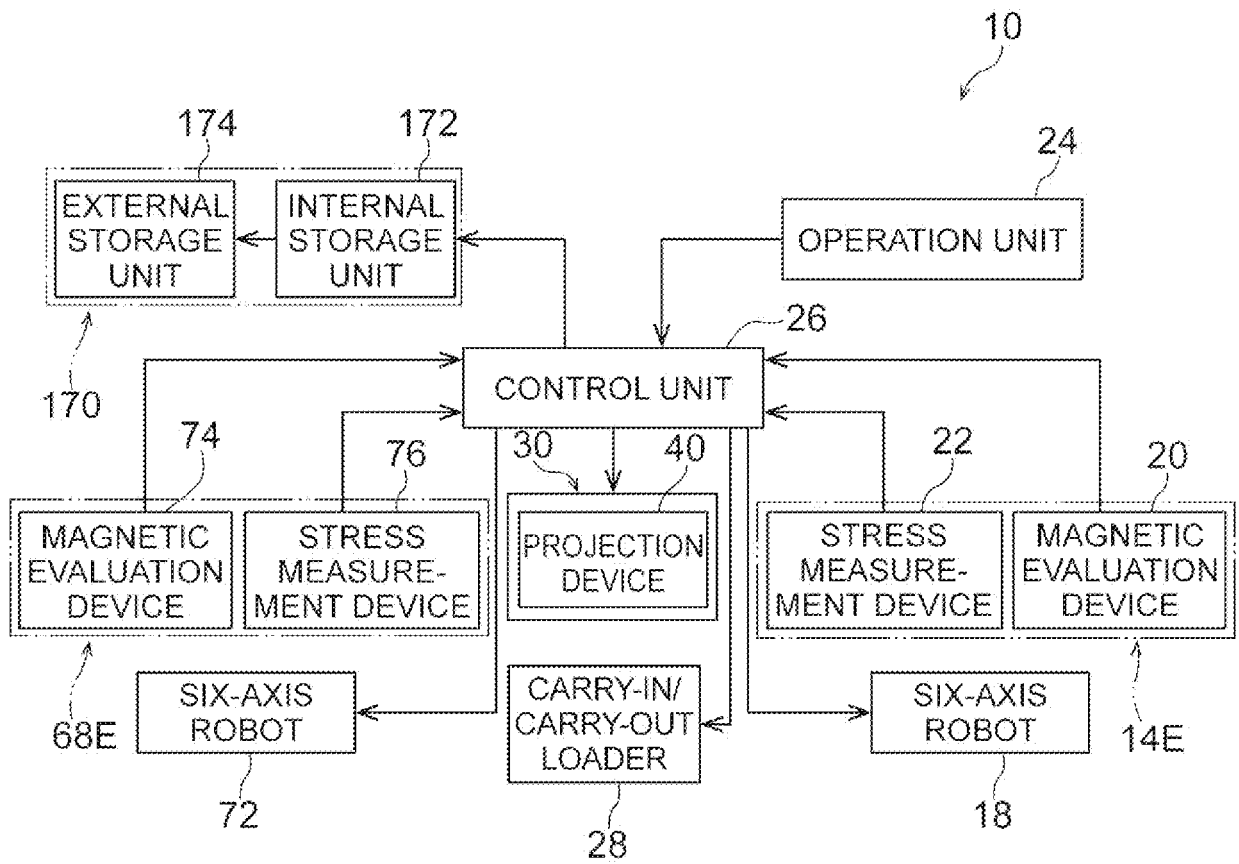 10
174
172
24
EXTERNAL
STORAGE
UNIT
INTERNAL
STORAGE
UNIT
OPERATION UNIT
170
26
CONTROL UNIT
74
76
30
40
22
20
MAGNETIC
EVALUATION
DEVICE
STRESS
MEASURE-
MENT DEVICE
PROJECTION
DEVICE
STRESS
MEASURE-
MENT DEVICE
MAGNETIC
EVALUATION
DEVICE
68E
SIX-AXIS
ROBOT
72
CARRY-IN/
CARRY-OUT
LOADER
28
SIX-AXIS
ROBOT
18
14E